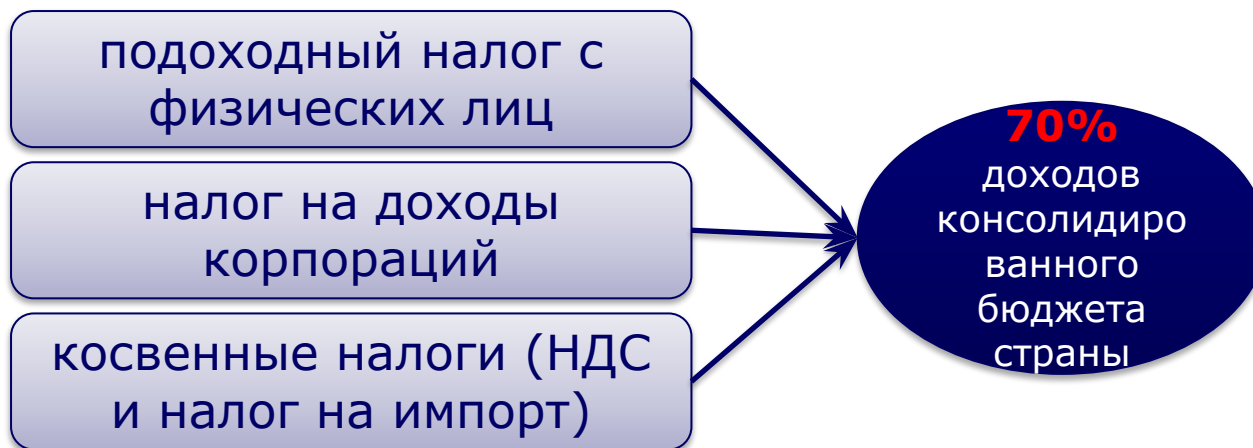 подоходный налог с
физических лиц
налог на доходы
корпораций
косвенные налоги (НДС
и налог на импорт)
70%
доходов
консолидиро
ванного
бюджета
страны